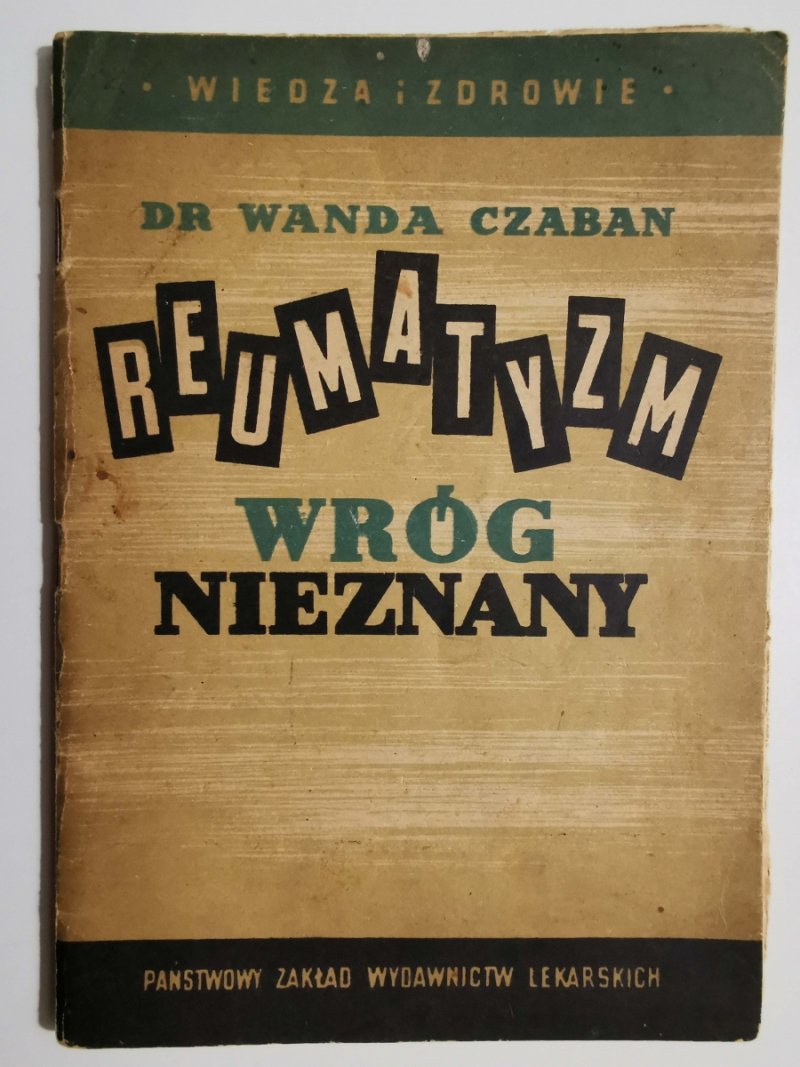 • WIEDZA i ZDROWIE •
DR WANDA CZABAN
REUMATYZM
WRÓG
NIEZNANY
PAŃSTWOWY ZAKŁAD WYDAWNICTW LEKARSKICH